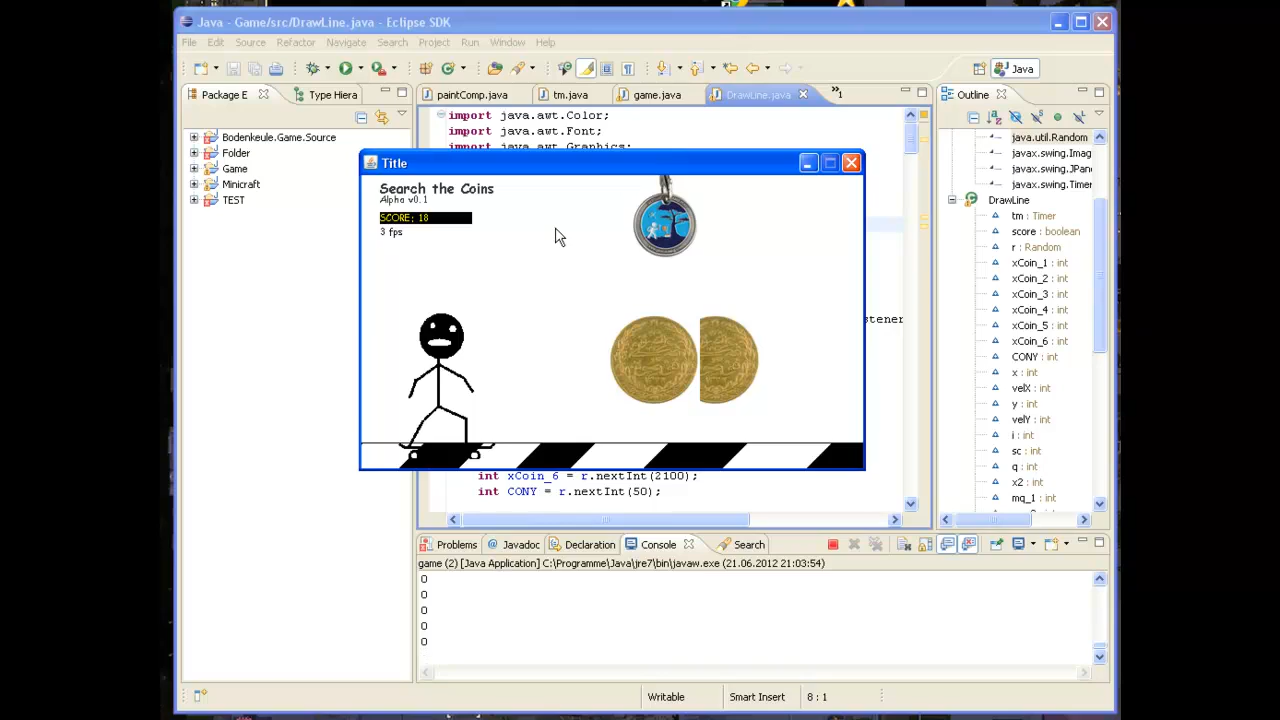 Java - Game/src/DrawLine.java - Eclipse SDK
File Edit Source Refactor Navigate Search Project Run Window Help
Java
Package E
Type Hiera
paintComp.java
tm.java
game.java
DrawLine.java
»1
Outline
Bodenkeule.Game.Source
Folder
Game
Minicraft
TEST
import java.awt.Color;
import java.awt.Font;
import java.awt.Graphics;
Title
Search the Coins
Alpha v0.1
SCORE: 18
3 fps
stener
int xCoin_6 = r.nextInt(2100);
int CONY = r.nextInt(50);
java.util.Random
javax.swing.Imag
javax.swing.JPan
javax.swing.Timer
DrawLine
tm : Timer
score : boolean
r : Random
xCoin_1 : int
xCoin_2 : int
xCoin_3 : int
xCoin_4 : int
xCoin_5 : int
xCoin_6 : int
CONY : int
x : int
velX : int
y : int
velY : int
i : int
sc : int
q : int
x2 : int
mq_1 : int
Problems
Javadoc
Declaration
Console
Search
game (2) [Java Application] C:\Programme\Java\jre7\bin\javaw.exe (21.06.2012 21:03:54)
0
0
0
0
0
Writable
Smart Insert
8 : 1